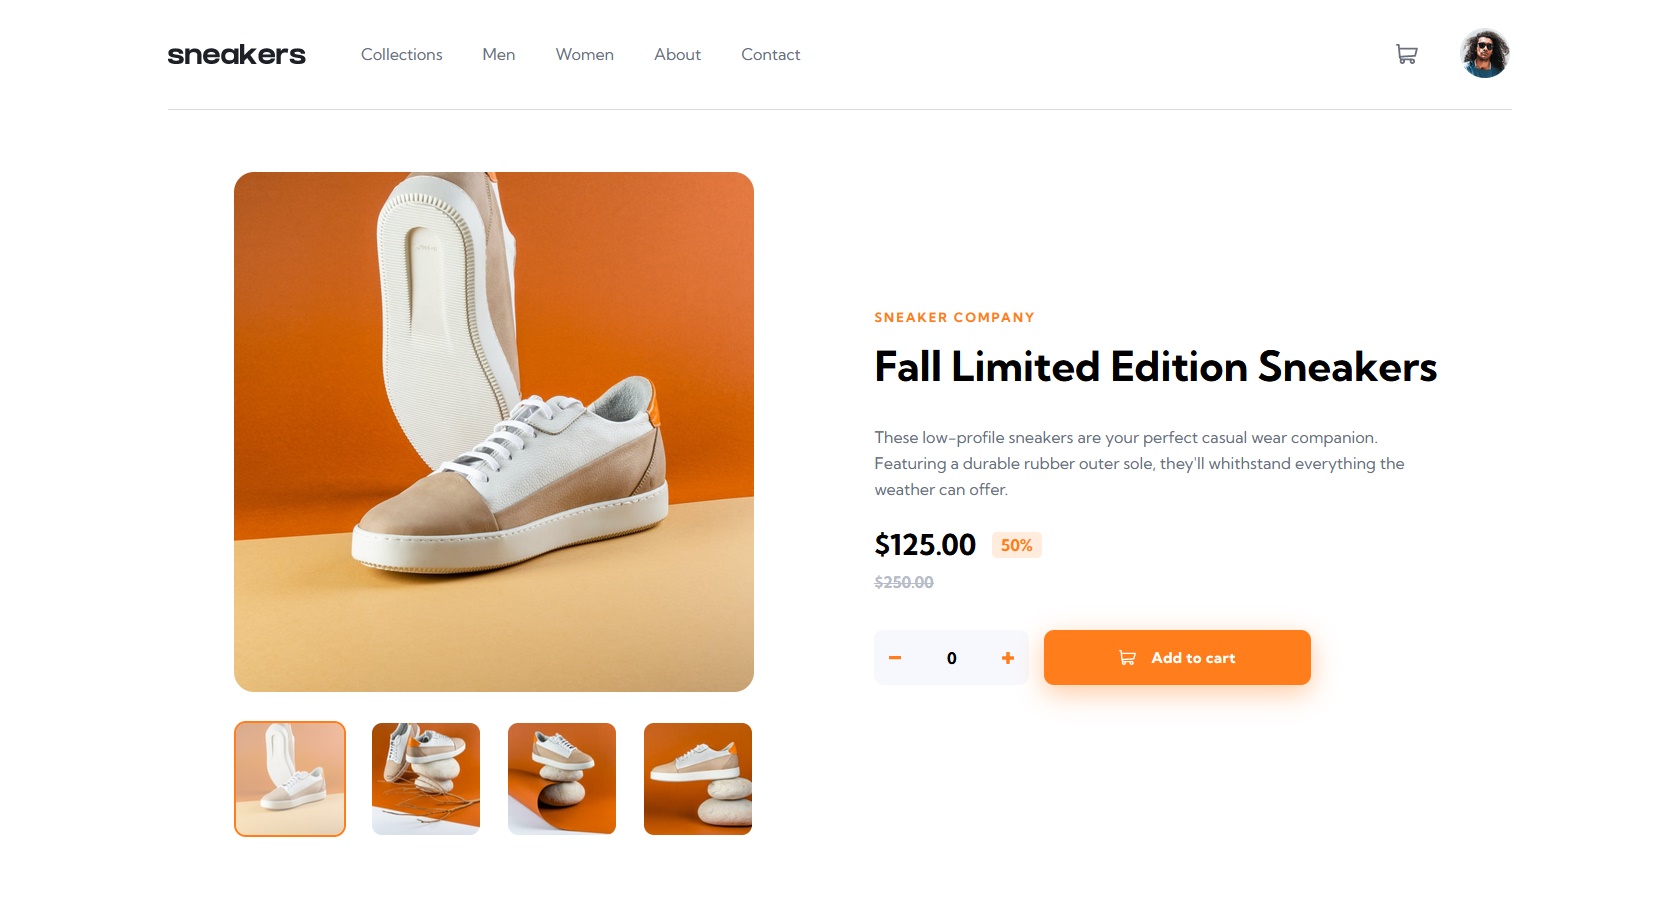 sneakers
Collections
Men
Women
About
Contact
SNEAKER COMPANY
Fall Limited Edition Sneakers
These low-profile sneakers are your perfect casual wear companion.
Featuring a durable rubber outer sole, they'll whithstand everything the
weather can offer.
$125.00 50%
$250.00
0
Add to cart